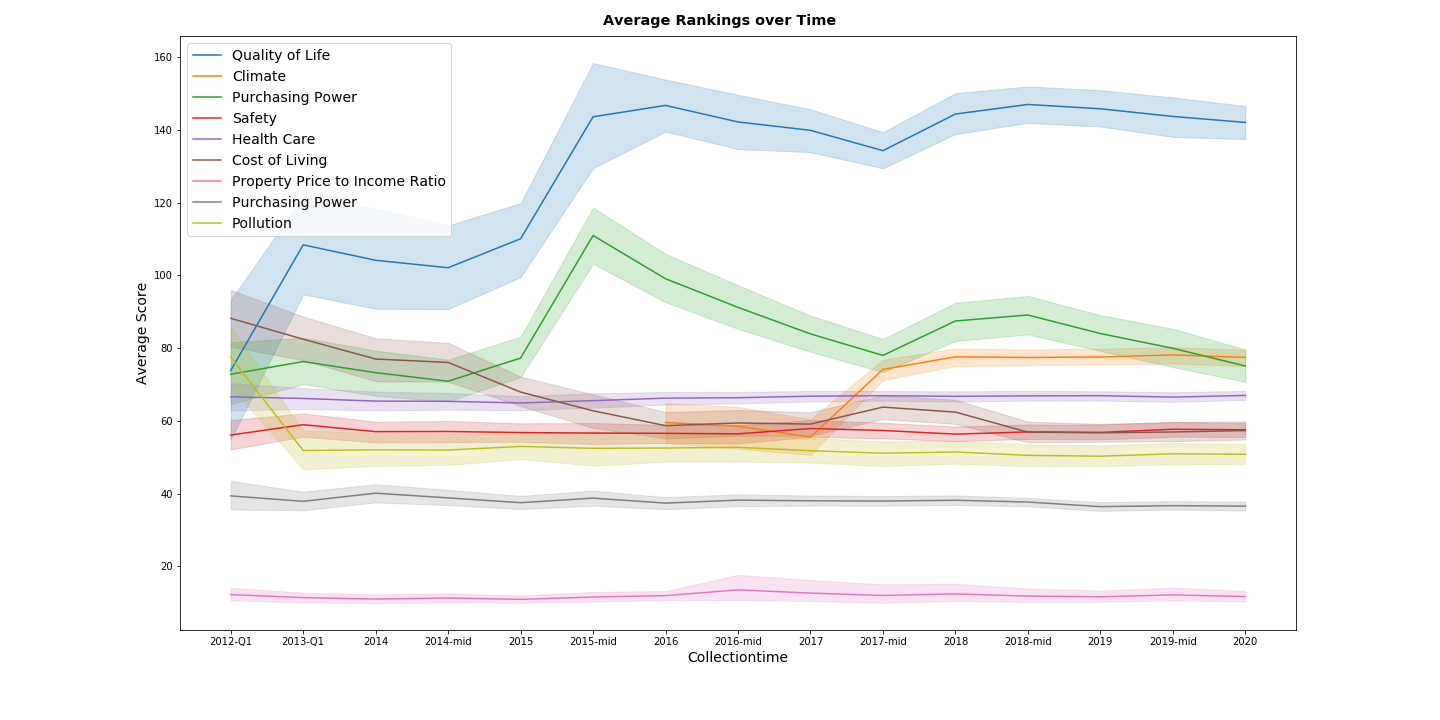 Average Rankings over Time
Quality of Life
Climate
Purchasing Power
Safety
Health Care
Cost of Living
Property Price to Income Ratio
Purchasing Power
Pollution
160
140
120
100
80
60
40
20
Average Score
2012-Q1 2013-Q1 2014 2014-mid 2015 2015-mid 2016 2016-mid 2017 2017-mid 2018 2018-mid 2019 2019-mid 2020
Collectiontime